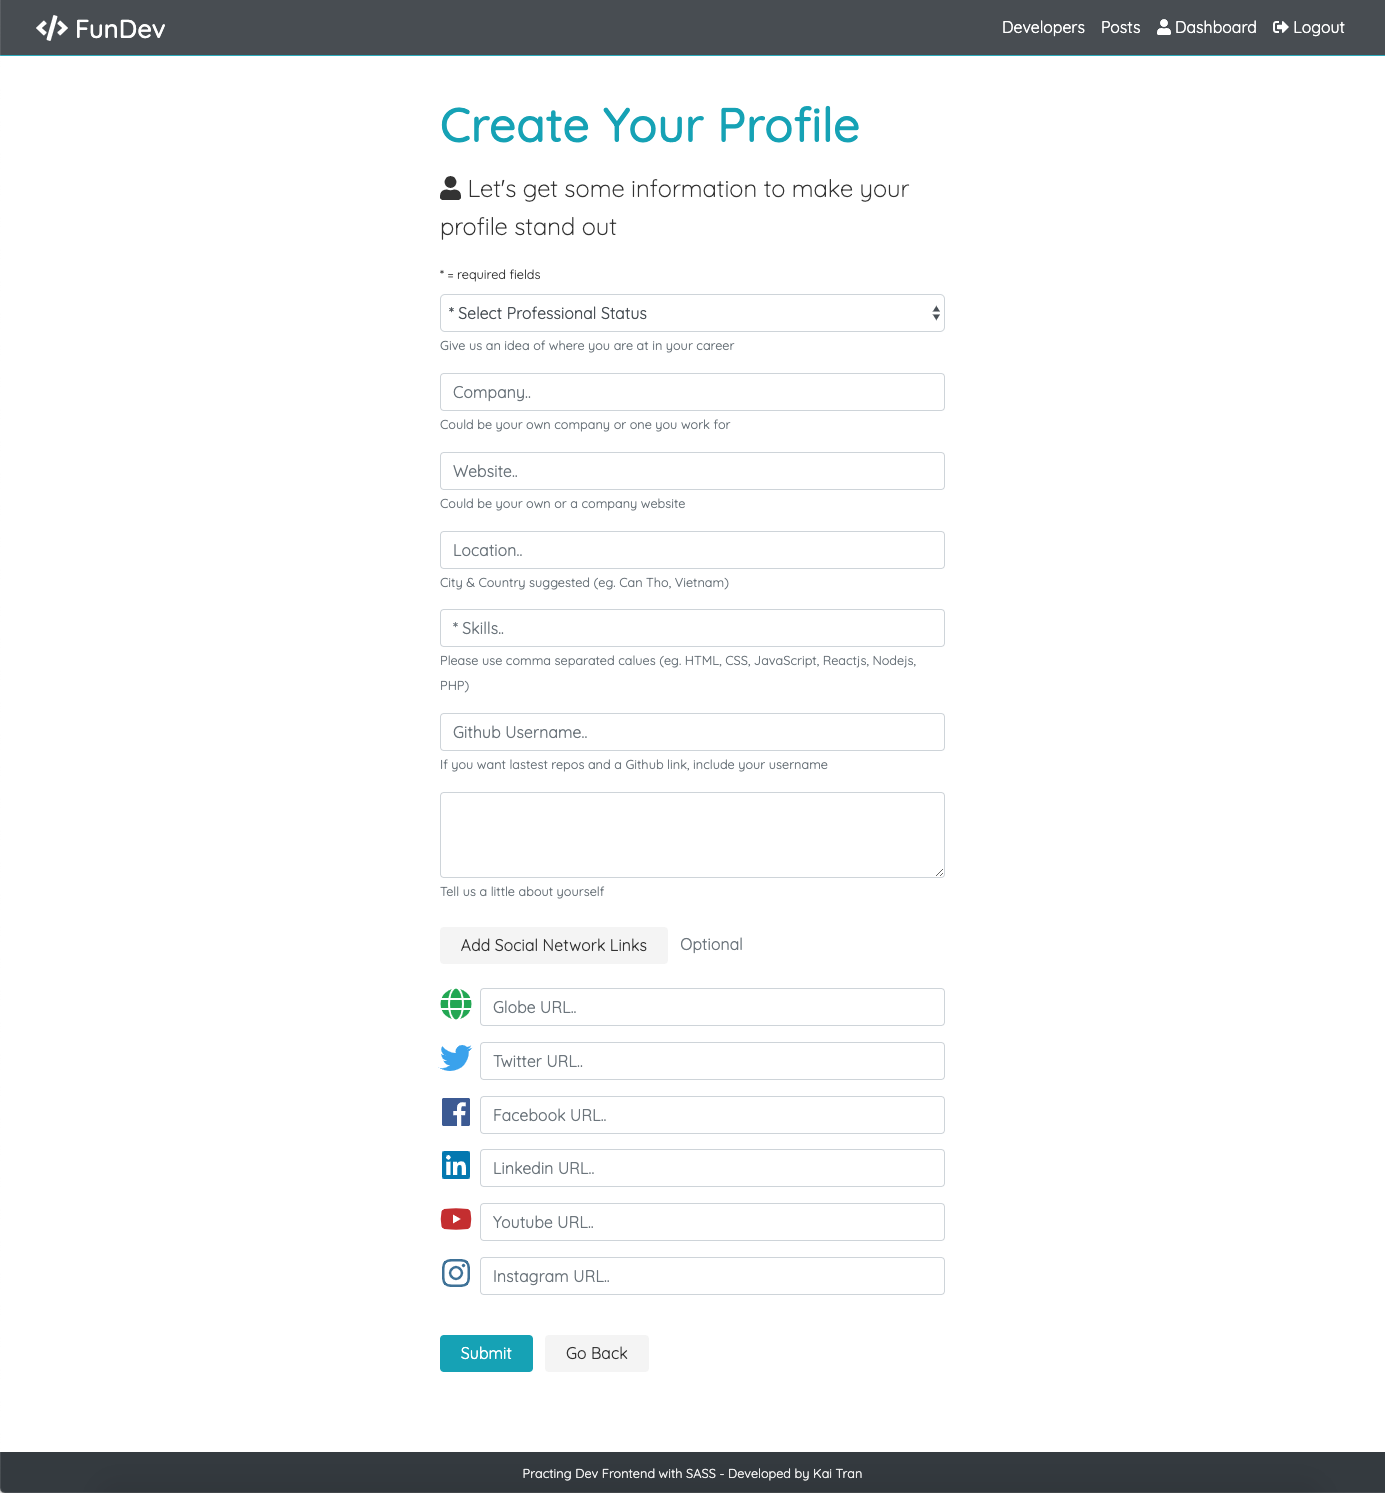 FunDev
Developers Posts Dashboard Logout
Create Your Profile
Let's get some information to make your
profile stand out
* = required fields
* Select Professional Status
Give us an idea of where you are at in your career
Company..
Could be your own company or one you work for
Website..
Could be your own or a company website
Location..
City & Country suggested (eg. Can Tho, Vietnam)
* Skills..
Please use comma separated calues (eg. HTML, CSS, JavaScript, Reactjs, Nodejs,
PHP)
Github Username..
If you want lastest repos and a Github link, include your username
Tell us a little about yourself
Add Social Network Links Optional
Globe URL..
Twitter URL..
Facebook URL..
Linkedin URL..
Youtube URL..
Instagram URL..
Submit Go Back
Practing Dev Frontend with SASS - Developed by Kai Tran